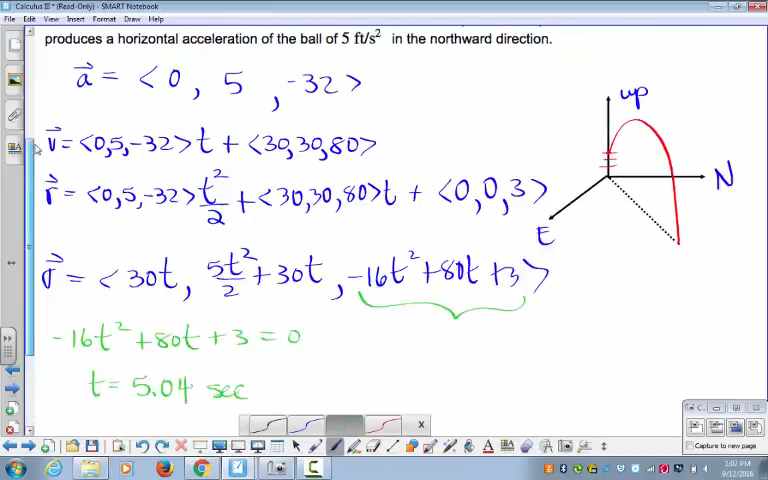 Calculus III * (Read-Only) - SMART Notebook
File Edit View Insert Format Tools Add-ons Draw Help
produces a horizontal acceleration of the ball of 5 ft/s² in the northward direction.
a⃗ = <0, 5, -32>
v⃗ = <0,5,-32>t + <30,30,80>
r⃗ = <0,5,-32> t²/2 + <30,30,80>t + <0,0,3>
r⃗ = <30t, 5t²/2 + 30t, -16t² + 80t + 3>
-16t² + 80t + 3 = 0
t = 5.04 sec
up
N
E
x
C..
Capture to new page
1:02 PM
9/12/2016